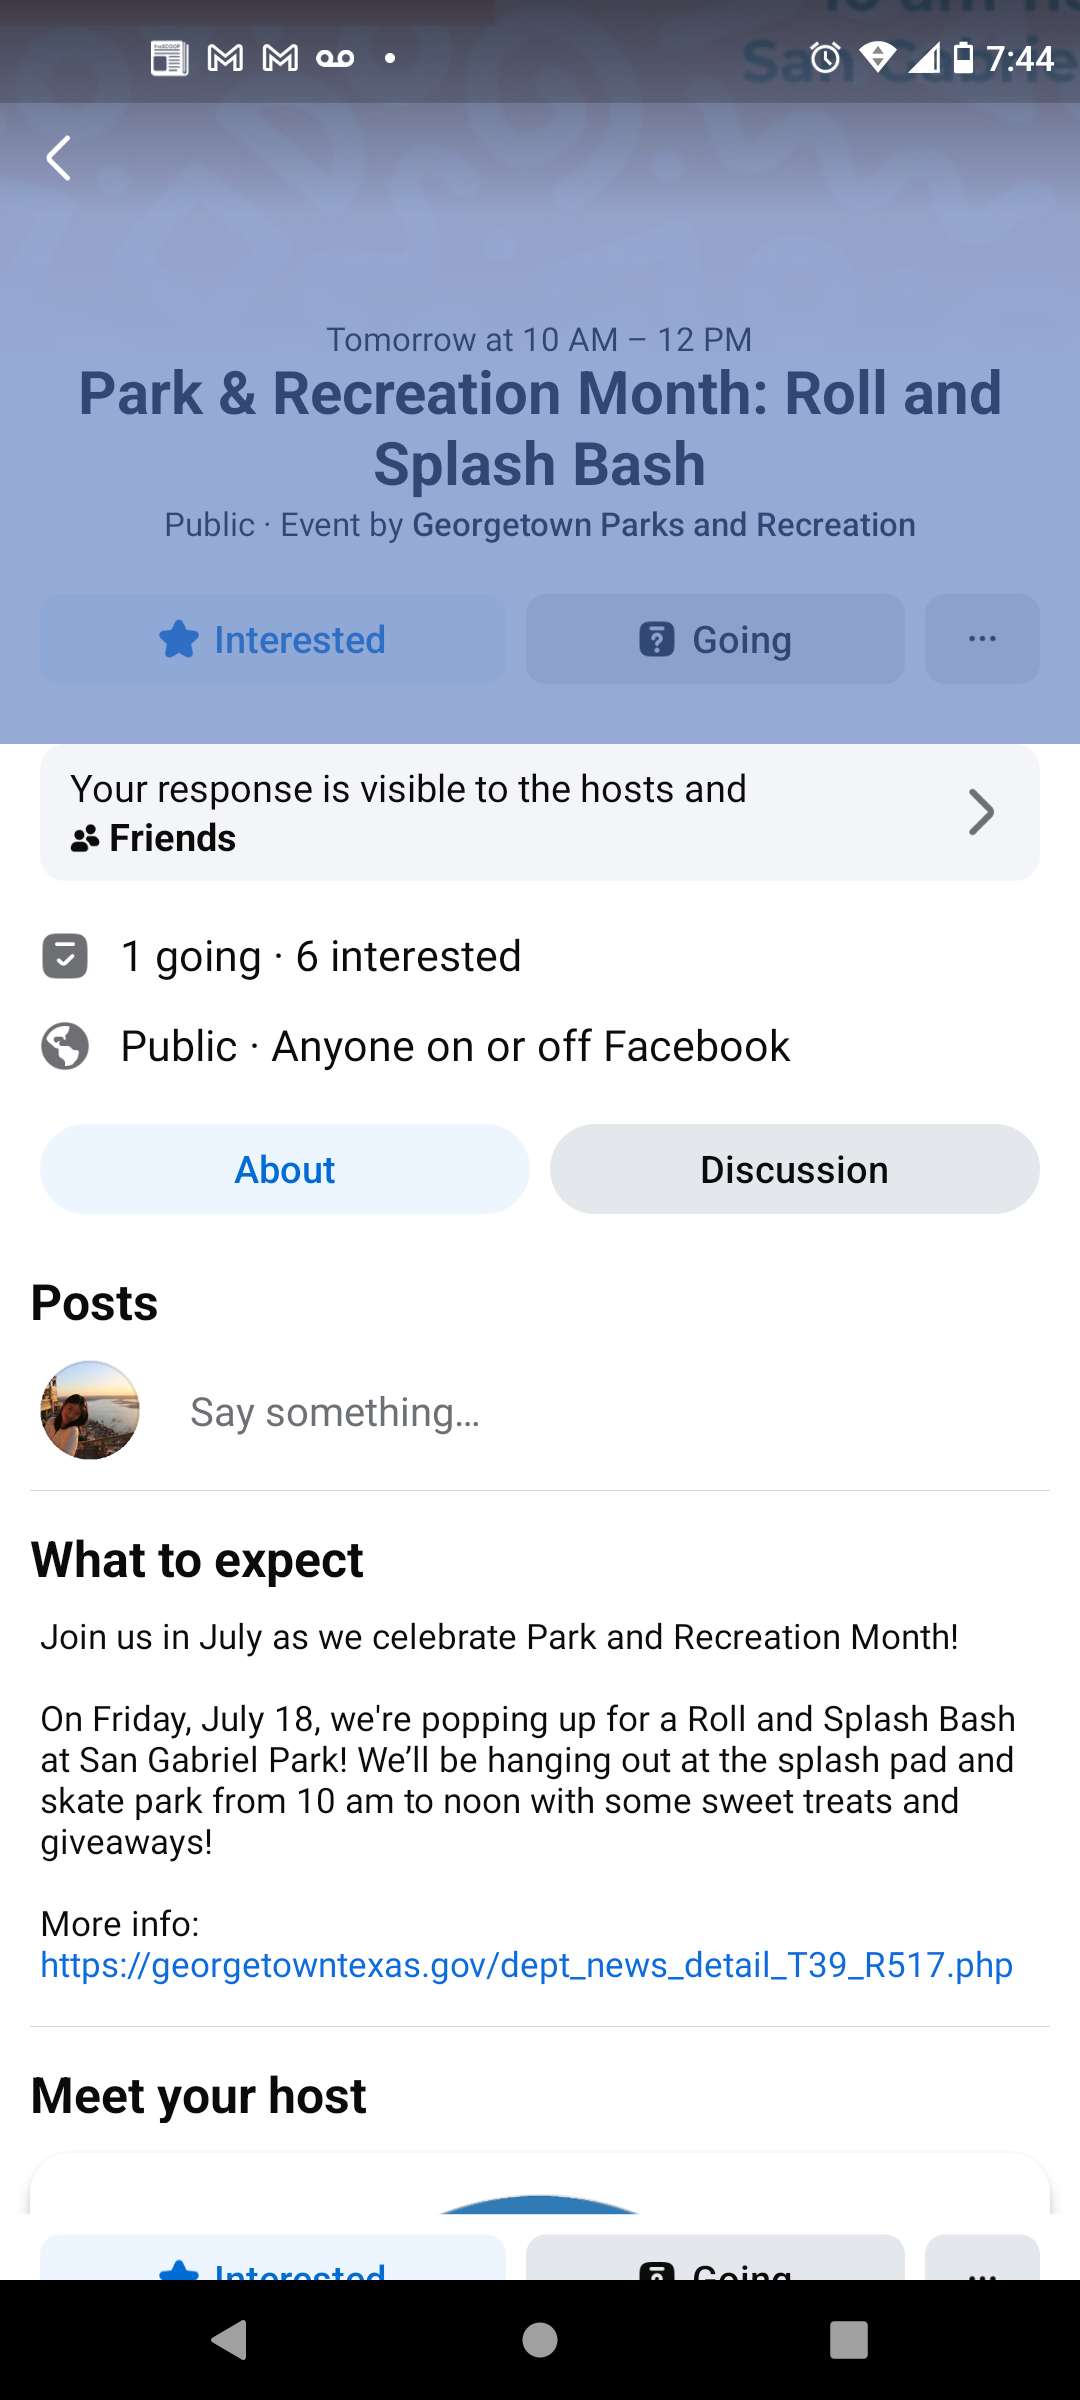 7:44
Tomorrow at 10 AM – 12 PM
Park & Recreation Month: Roll and
Splash Bash
Public · Event by Georgetown Parks and Recreation
Interested
Going
Your response is visible to the hosts and
Friends
1 going · 6 interested
Public · Anyone on or off Facebook
About
Discussion
Posts
Say something...
What to expect
Join us in July as we celebrate Park and Recreation Month!
On Friday, July 18, we're popping up for a Roll and Splash Bash
at San Gabriel Park! We’ll be hanging out at the splash pad and
skate park from 10 am to noon with some sweet treats and
giveaways!
More info:
https://georgetowntexas.gov/dept_news_detail_T39_R517.php
Meet your host
Interested
Going